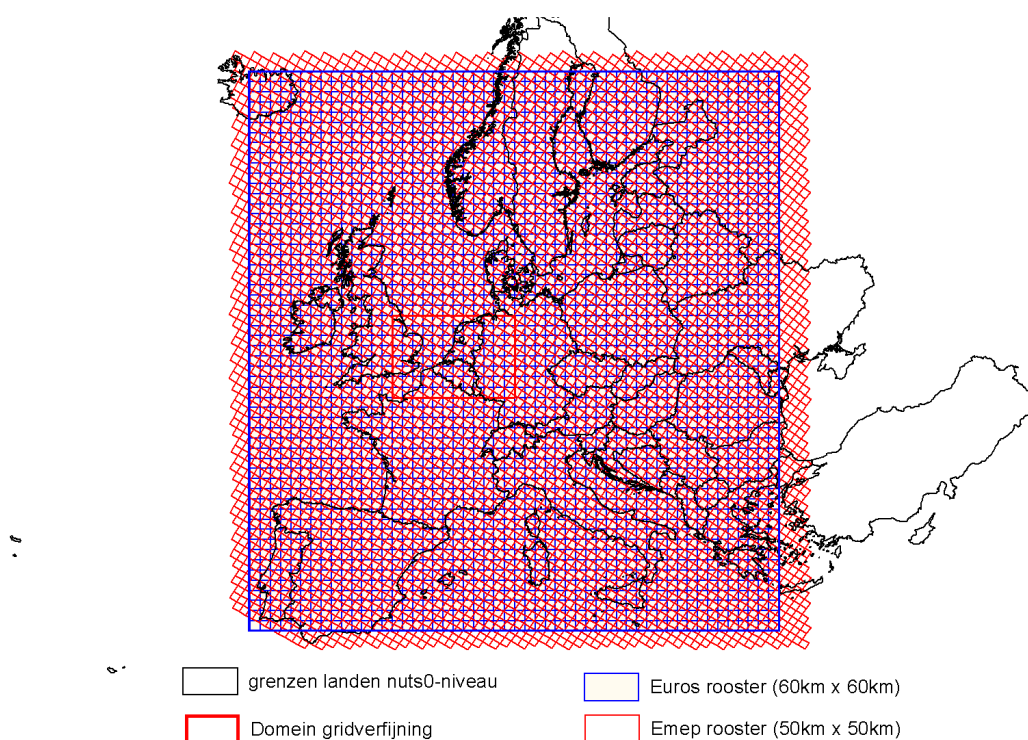 grenzen landen nuts0-niveau
Euros rooster (60km x 60km)
Domein gridverfijning
Emep rooster (50km x 50km)